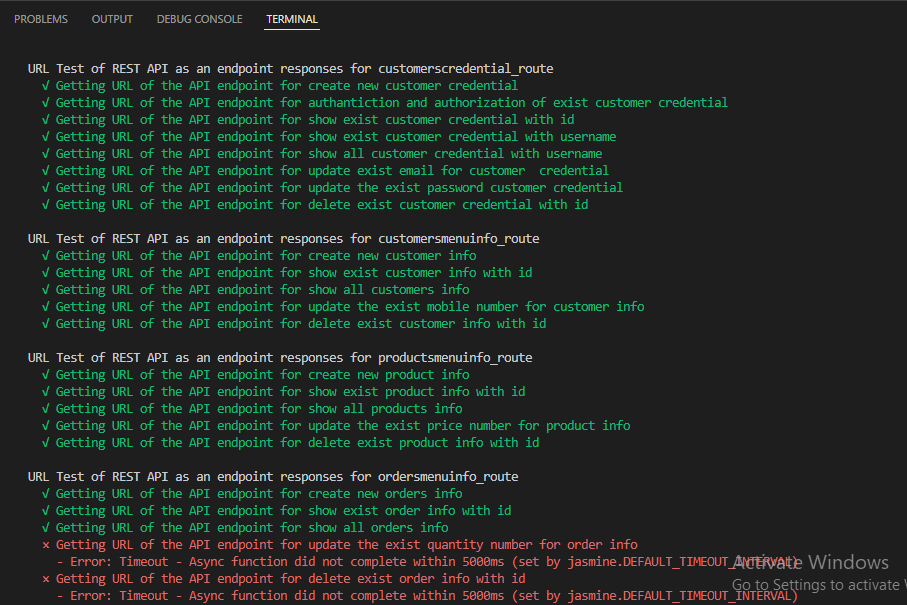 PROBLEMS OUTPUT DEBUG CONSOLE TERMINAL
URL Test of REST API as an endpoint responses for customerscredential_route
√ Getting URL of the API endpoint for create new customer credential
√ Getting URL of the API endpoint for authantiction and authorization of exist customer credential
√ Getting URL of the API endpoint for show exist customer credential with id
√ Getting URL of the API endpoint for show exist customer credential with username
√ Getting URL of the API endpoint for show all customer credential with username
√ Getting URL of the API endpoint for update exist email for customer  credential
√ Getting URL of the API endpoint for update the exist password customer credential
√ Getting URL of the API endpoint for delete exist customer credential with id
URL Test of REST API as an endpoint responses for customersmenuinfo_route
√ Getting URL of the API endpoint for create new customer info
√ Getting URL of the API endpoint for show exist customer info with id
√ Getting URL of the API endpoint for show all customers info
√ Getting URL of the API endpoint for update the exist mobile number for customer info
√ Getting URL of the API endpoint for delete exist customer info with id
URL Test of REST API as an endpoint responses for productsmenuinfo_route
√ Getting URL of the API endpoint for create new product info
√ Getting URL of the API endpoint for show exist product info with id
√ Getting URL of the API endpoint for show all products info
√ Getting URL of the API endpoint for update the exist price number for product info
√ Getting URL of the API endpoint for delete exist product info with id
URL Test of REST API as an endpoint responses for ordersmenuinfo_route
√ Getting URL of the API endpoint for create new orders info
√ Getting URL of the API endpoint for show exist order info with id
√ Getting URL of the API endpoint for show all orders info
× Getting URL of the API endpoint for update the exist quantity number for order info
- Error: Timeout - Async function did not complete within 5000ms (set by jasmine.DEFAULT_TIMEOUT_INTERVAL)
Activate Windows
× Getting URL of the API endpoint for delete exist order info with id
Go to Settings to activate W
- Error: Timeout - Async function did not complete within 5000ms (set by jasmine.DEFAULT_TIMEOUT_INTERVAL)